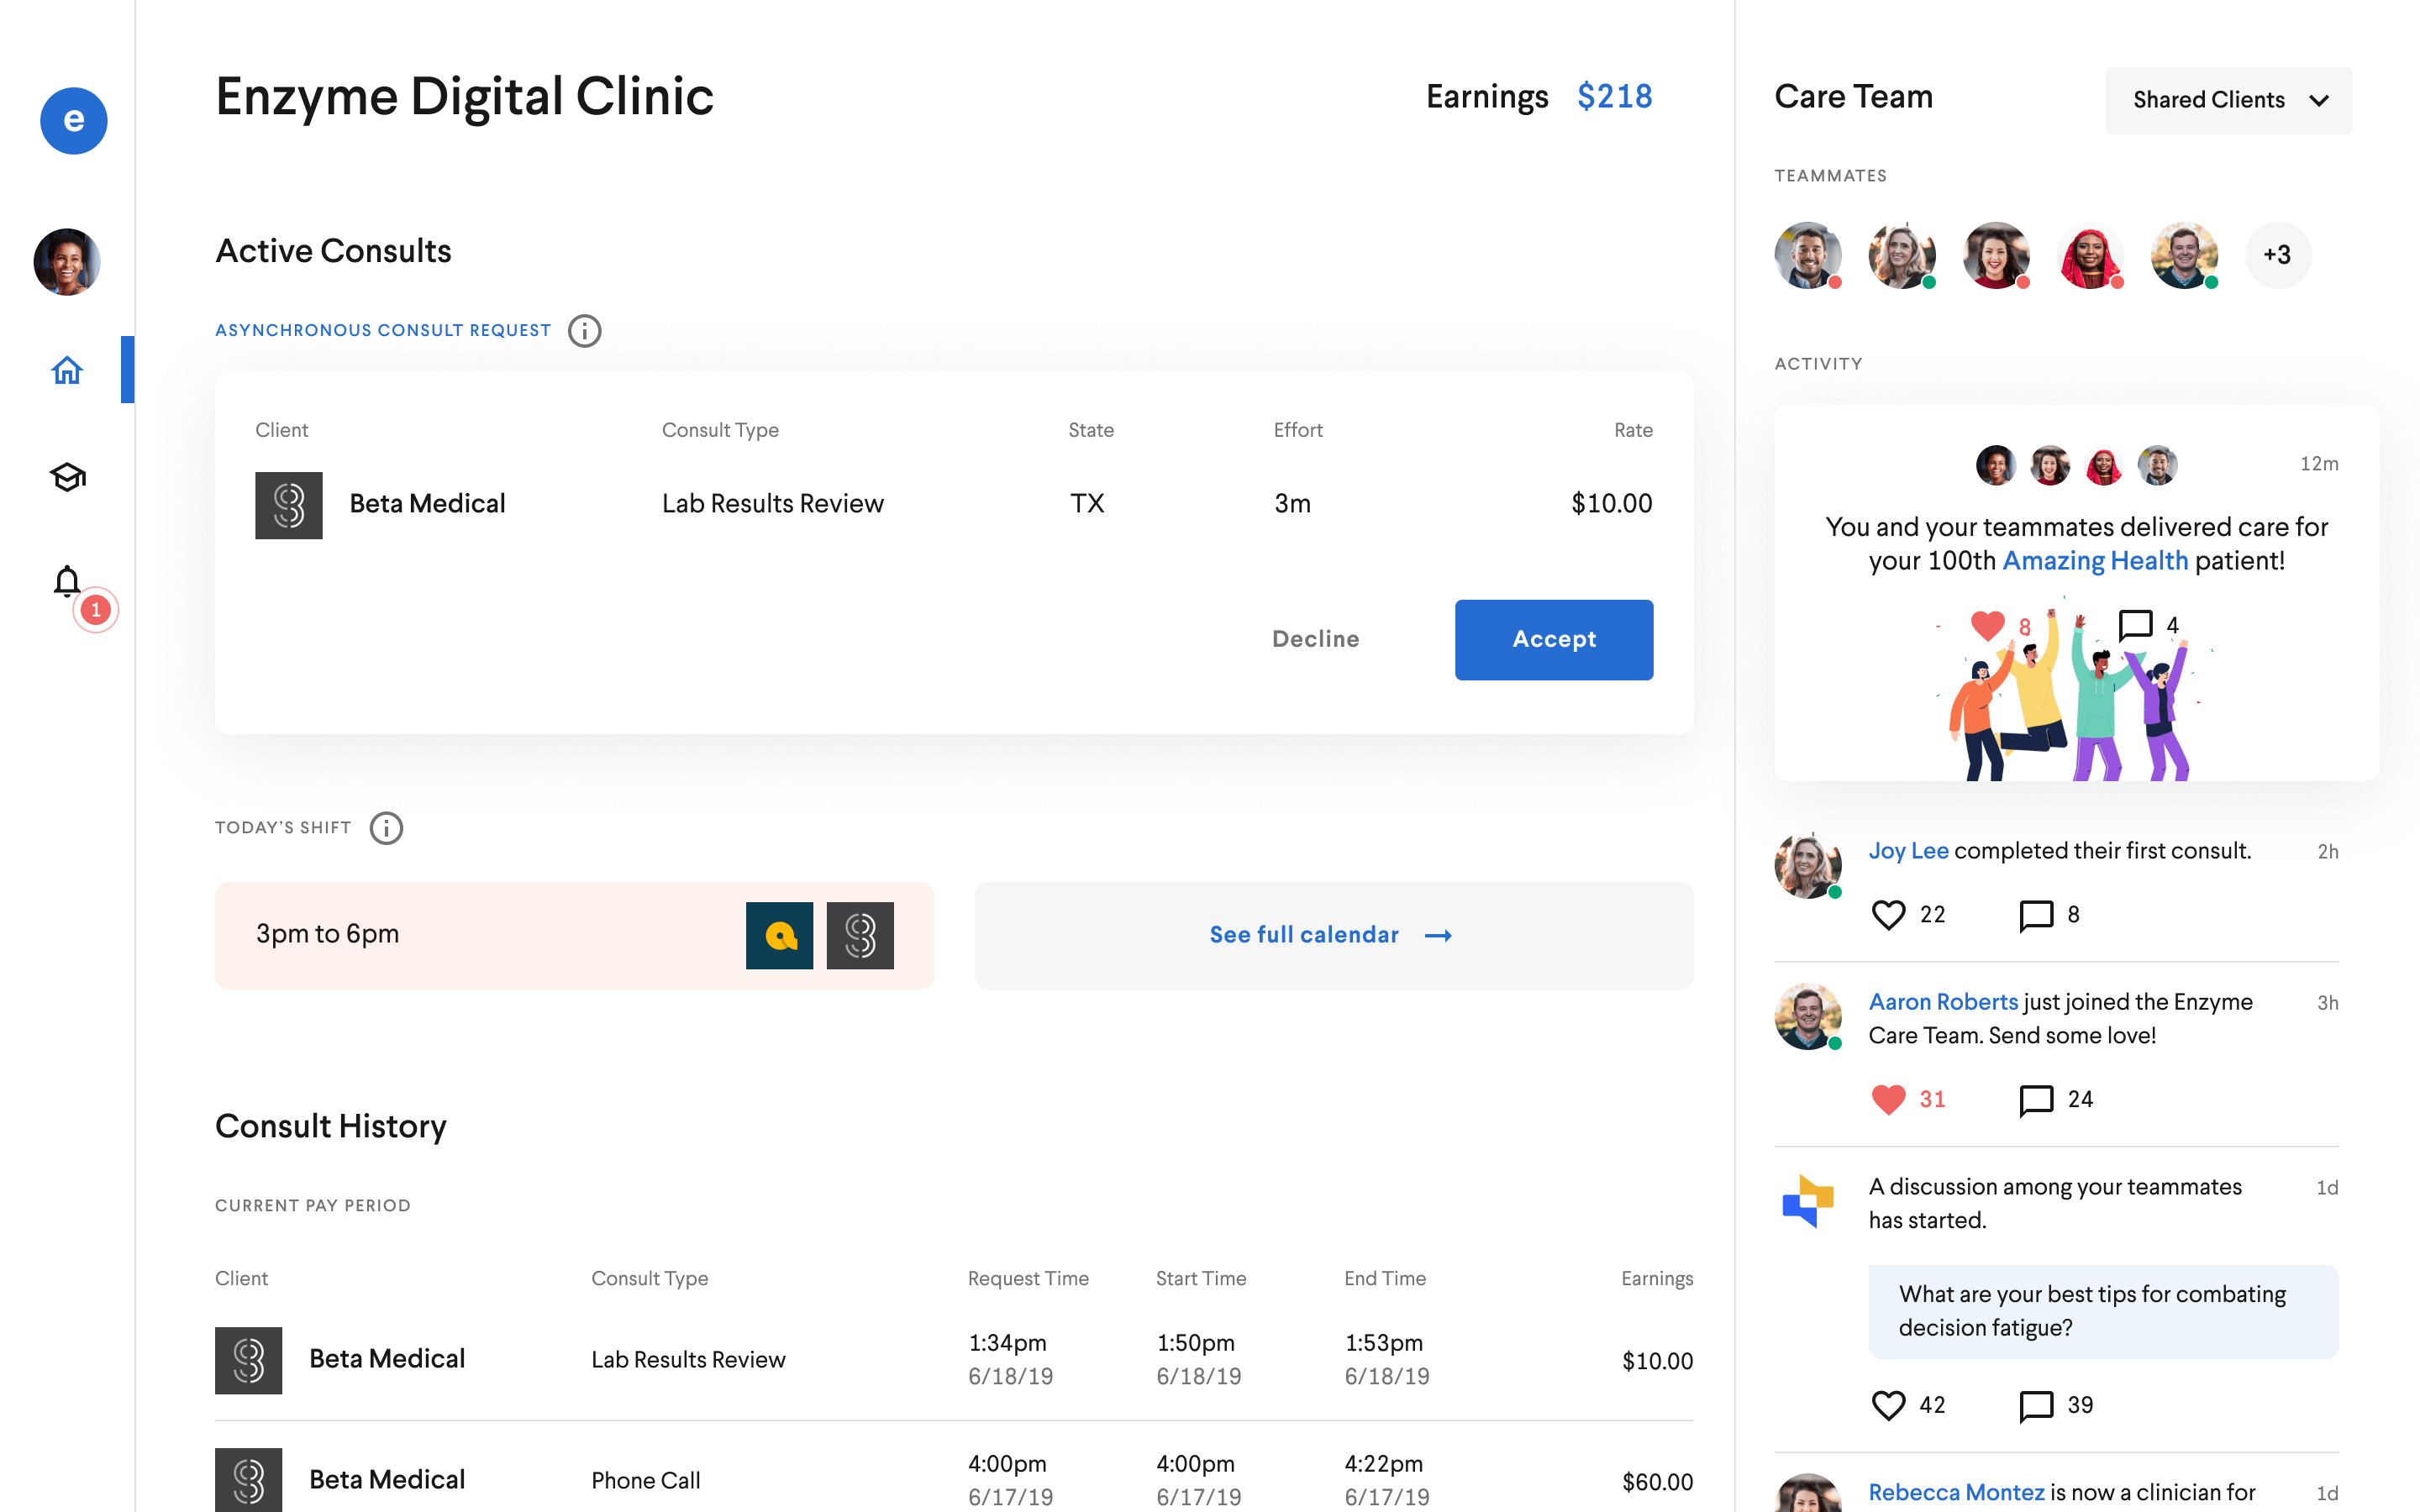 e
1
Enzyme Digital Clinic
Earnings $218
Active Consults
ASYNCHRONOUS CONSULT REQUEST
Client Consult Type State Effort Rate
Beta Medical Lab Results Review TX 3m $10.00
Decline Accept
TODAY’S SHIFT
3pm to 6pm
See full calendar
Consult History
CURRENT PAY PERIOD
Client Consult Type Request Time Start Time End Time Earnings
Beta Medical Lab Results Review 1:34pm 1:50pm 1:53pm $10.00
6/18/19 6/18/19 6/18/19
Beta Medical Phone Call 4:00pm 4:00pm 4:22pm $60.00
6/17/19 6/17/19 6/17/19
Care Team Shared Clients
TEAMMATES
+3
ACTIVITY
12m
You and your teammates delivered care for
your 100th Amazing Health patient!
8 4
Joy Lee completed their first consult. 2h
22 8
Aaron Roberts just joined the Enzyme 3h
Care Team. Send some love!
31 24
A discussion among your teammates 1d
has started.
What are your best tips for combating
decision fatigue?
42 39
Rebecca Montez is now a clinician for 1d